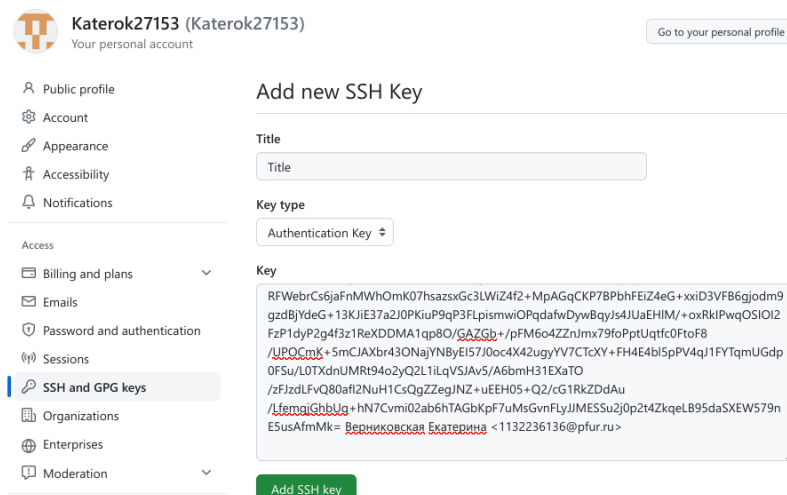 Katerok27153 (Katerok27153)
Your personal account
Go to your personal profile
Public profile
Account
Appearance
Accessibility
Notifications
Access
Billing and plans
Emails
Password and authentication
Sessions
SSH and GPG keys
Organizations
Enterprises
Moderation
Add new SSH Key
Title
Title
Key type
Authentication Key
Key
RFWebrCs6jaFnMWhOmK07hsazsxGc3LWiZ4f2+MpAGqCKP7BPbhFEiZ4eG+xxiD3VFB6gjodm9
gzdBjYdeG+13KJiE37a2J0PKiuP9qP3FLpismwiOPqdafwDywBqyJs4JUaEHIM/+oxRklPwqOSIOI2
FzP1dyP2g4f3z1ReXDDMA1qp8O/GAZGb+/pFM6o4ZZnJmx79foPptUqtfc0FtoF8
/UPOCmK+5mCJAXbr43ONajYNByEI57J0oc4X42ugyYV7CTcXY+FH4E4bl5pPV4qJ1FYTqmUGdp
0FSu/L0TXdnUMRt94o2yQ2L1iLqVSJAv5/A6bmH31EXaTO
/zFJzdLFvQ80afl2NuH1CsQgZZegJNZ+uEEH05+Q2/cG1RkZDdAu
/LfemqjGhbUq+hN7Cvmi02ab6hTAGbKpF7uMsGvnFLyJJMESSu2j0p2t4ZkqeLB95daSXEW579n
E5usAfmMk= Верниковская Екатерина <1132236136@pfur.ru>
Add SSH key